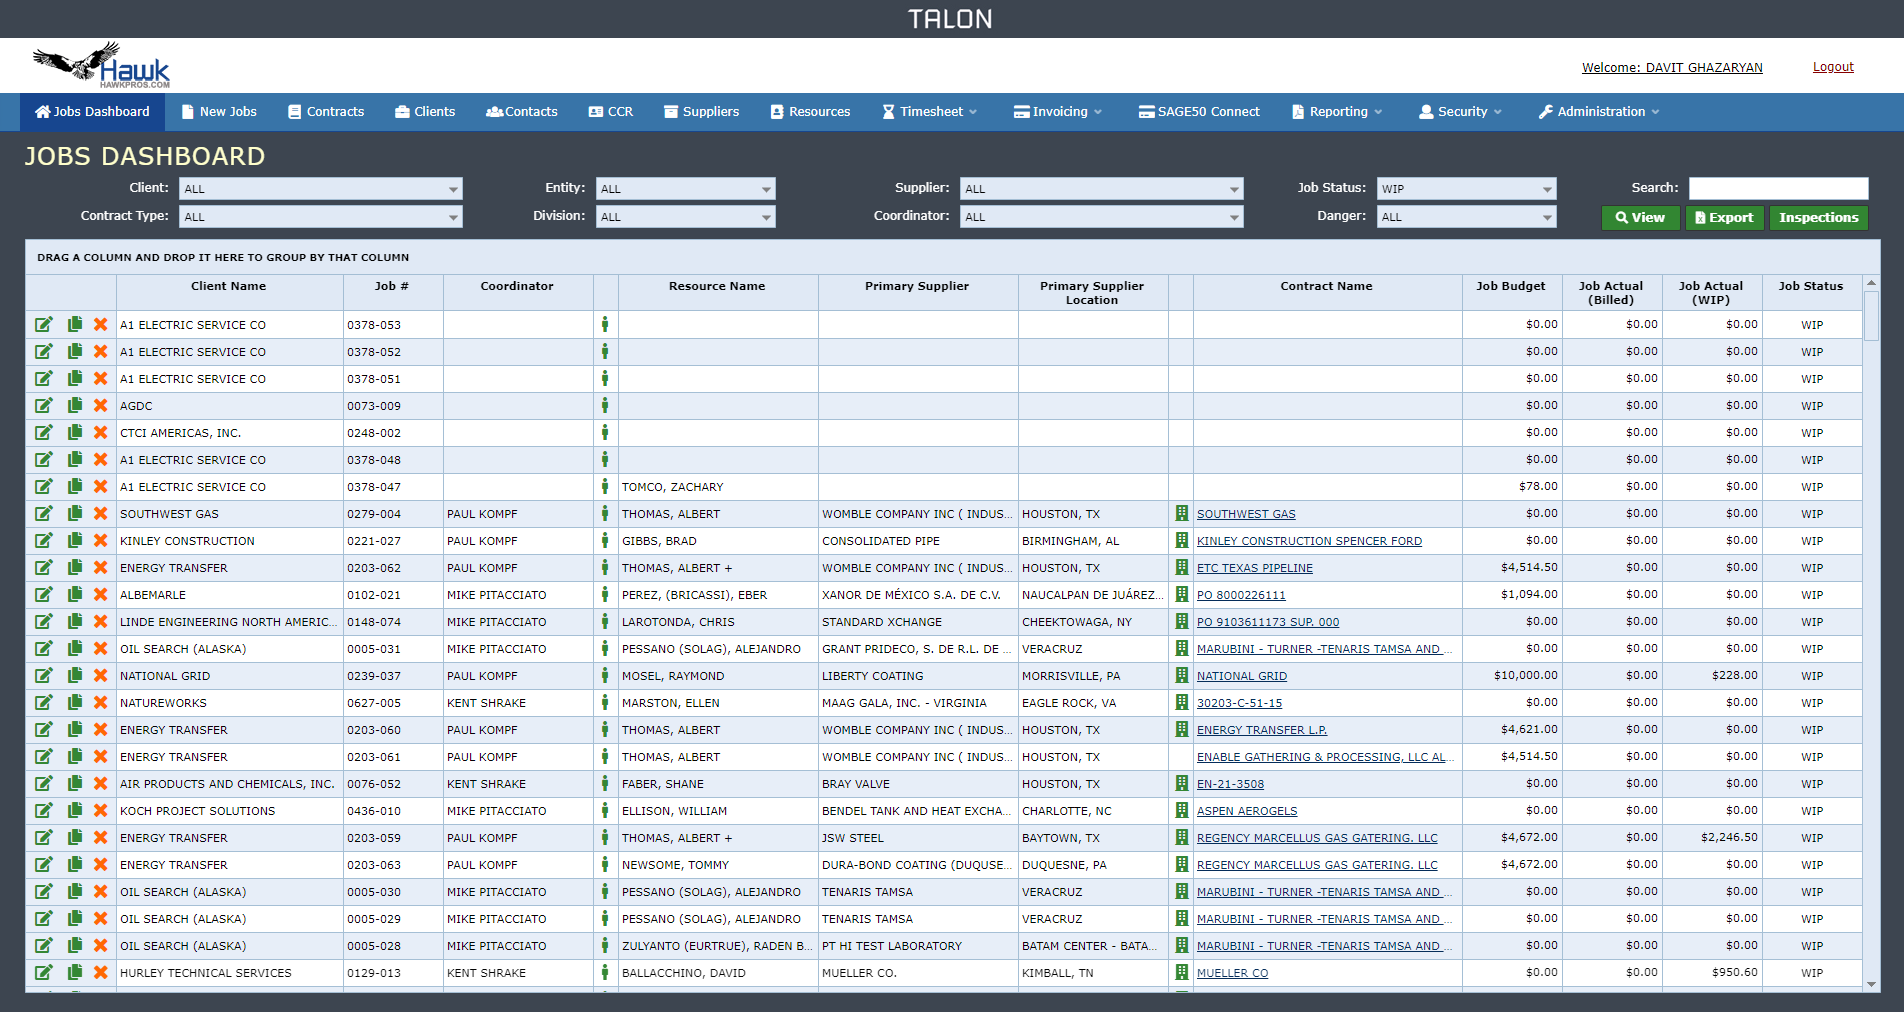 TALON
Hawk
HAWKPROS.COM
Welcome: DAVIT GHAZARYAN Logout
Jobs Dashboard New Jobs Contracts Clients Contacts CCR Suppliers Resources Timesheet Invoicing SAGE50 Connect Reporting Security Administration
JOBS DASHBOARD
Client: ALL Entity: ALL Supplier: ALL Job Status: WIP Search:
Contract Type: ALL Division: ALL Coordinator: ALL Danger: ALL View Export Inspections
DRAG A COLUMN AND DROP IT HERE TO GROUP BY THAT COLUMN
Client Name Job # Coordinator Resource Name Primary Supplier Primary Supplier Location Contract Name Job Budget Job Actual (Billed) Job Actual (WIP) Job Status
A1 ELECTRIC SERVICE CO 0378-053 $0.00 $0.00 $0.00 WIP
A1 ELECTRIC SERVICE CO 0378-052 $0.00 $0.00 $0.00 WIP
A1 ELECTRIC SERVICE CO 0378-051 $0.00 $0.00 $0.00 WIP
AGDC 0073-009 $0.00 $0.00 $0.00 WIP
CTCI AMERICAS, INC. 0248-002 $0.00 $0.00 $0.00 WIP
A1 ELECTRIC SERVICE CO 0378-048 $0.00 $0.00 $0.00 WIP
A1 ELECTRIC SERVICE CO 0378-047 TOMCO, ZACHARY $78.00 $0.00 $0.00 WIP
SOUTHWEST GAS 0279-004 PAUL KOMPF THOMAS, ALBERT WOMBLE COMPANY INC ( INDUS... HOUSTON, TX SOUTHWEST GAS $0.00 $0.00 $0.00 WIP
KINLEY CONSTRUCTION 0221-027 PAUL KOMPF GIBBS, BRAD CONSOLIDATED PIPE BIRMINGHAM, AL KINLEY CONSTRUCTION SPENCER FORD $0.00 $0.00 $0.00 WIP
ENERGY TRANSFER 0203-062 PAUL KOMPF THOMAS, ALBERT + WOMBLE COMPANY INC ( INDUS... HOUSTON, TX ETC TEXAS PIPELINE $4,514.50 $0.00 $0.00 WIP
ALBEMARLE 0102-021 MIKE PITACCIATO PEREZ, (BRICASSI), EBER XANOR DE MÉXICO S.A. DE C.V. NAUCALPAN DE JUÁREZ... PO 8000226111 $1,094.00 $0.00 $0.00 WIP
LINDE ENGINEERING NORTH AMERIC... 0148-074 MIKE PITACCIATO LAROTONDA, CHRIS STANDARD XCHANGE CHEEKTOWAGA, NY PO 9103611173 SUP. 000 $0.00 $0.00 $0.00 WIP
OIL SEARCH (ALASKA) 0005-031 MIKE PITACCIATO PESSANO (SOLAG), ALEJANDRO GRANT PRIDECO, S. DE R.L. DE ... VERACRUZ MARUBINI - TURNER -TENARIS TAMSA AND ... $0.00 $0.00 $0.00 WIP
NATIONAL GRID 0239-037 PAUL KOMPF MOSEL, RAYMOND LIBERTY COATING MORRISVILLE, PA NATIONAL GRID $10,000.00 $0.00 $228.00 WIP
NATUREWORKS 0627-005 KENT SHRAKE MARSTON, ELLEN MAAG GALA, INC. - VIRGINIA EAGLE ROCK, VA 30203-C-51-15 $0.00 $0.00 $0.00 WIP
ENERGY TRANSFER 0203-060 PAUL KOMPF THOMAS, ALBERT WOMBLE COMPANY INC ( INDUS... HOUSTON, TX ENERGY TRANSFER L.P. $4,621.00 $0.00 $0.00 WIP
ENERGY TRANSFER 0203-061 PAUL KOMPF THOMAS, ALBERT WOMBLE COMPANY INC ( INDUS... HOUSTON, TX ENABLE GATHERING & PROCESSING, LLC AL... $4,514.50 $0.00 $0.00 WIP
AIR PRODUCTS AND CHEMICALS, INC. 0076-052 KENT SHRAKE FABER, SHANE BRAY VALVE HOUSTON, TX EN-21-3508 $0.00 $0.00 $0.00 WIP
KOCH PROJECT SOLUTIONS 0436-010 MIKE PITACCIATO ELLISON, WILLIAM BENDEL TANK AND HEAT EXCHA... CHARLOTTE, NC ASPEN AEROGELS $0.00 $0.00 $0.00 WIP
ENERGY TRANSFER 0203-059 PAUL KOMPF THOMAS, ALBERT + JSW STEEL BAYTOWN, TX REGENCY MARCELLUS GAS GATERING. LLC $4,672.00 $0.00 $2,246.50 WIP
ENERGY TRANSFER 0203-063 PAUL KOMPF NEWSOME, TOMMY DURA-BOND COATING (DUQUSE... DUQUESNE, PA REGENCY MARCELLUS GAS GATERING. LLC $4,672.00 $0.00 $0.00 WIP
OIL SEARCH (ALASKA) 0005-030 MIKE PITACCIATO PESSANO (SOLAG), ALEJANDRO TENARIS TAMSA VERACRUZ MARUBINI - TURNER -TENARIS TAMSA AND ... $0.00 $0.00 $0.00 WIP
OIL SEARCH (ALASKA) 0005-029 MIKE PITACCIATO PESSANO (SOLAG), ALEJANDRO TENARIS TAMSA VERACRUZ MARUBINI - TURNER -TENARIS TAMSA AND ... $0.00 $0.00 $0.00 WIP
OIL SEARCH (ALASKA) 0005-028 MIKE PITACCIATO ZULYANTO (EURTRUE), RADEN B... PT HI TEST LABORATORY BATAM CENTER - BATA... MARUBINI - TURNER -TENARIS TAMSA AND ... $0.00 $0.00 $0.00 WIP
HURLEY TECHNICAL SERVICES 0129-013 KENT SHRAKE BALLACCHINO, DAVID MUELLER CO. KIMBALL, TN MUELLER CO $0.00 $0.00 $950.60 WIP